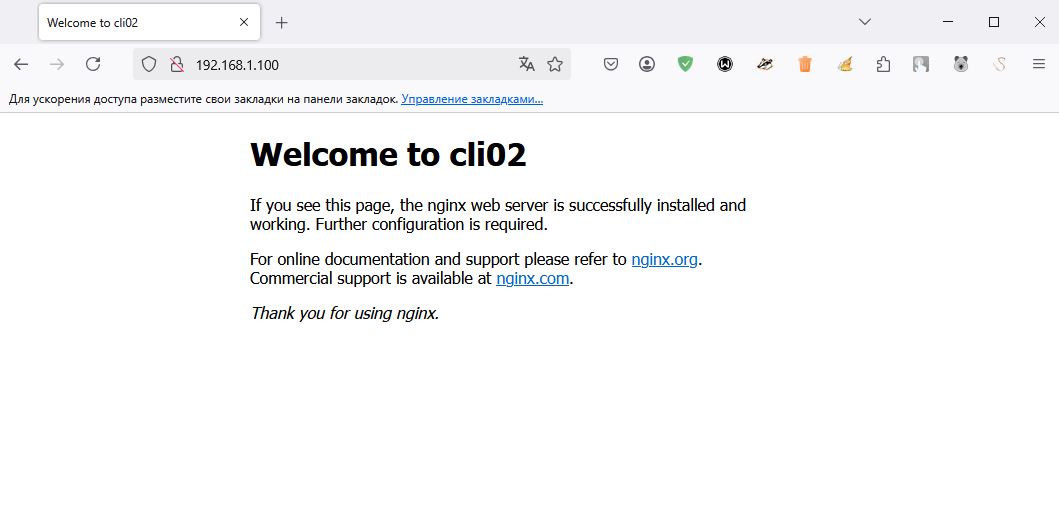 Welcome to cli02
192.168.1.100
Для ускорения доступа разместите свои закладки на панели закладок. Управление закладками...
Welcome to cli02
If you see this page, the nginx web server is successfully installed and
working. Further configuration is required.
For online documentation and support please refer to nginx.org.
Commercial support is available at nginx.com.
Thank you for using nginx.